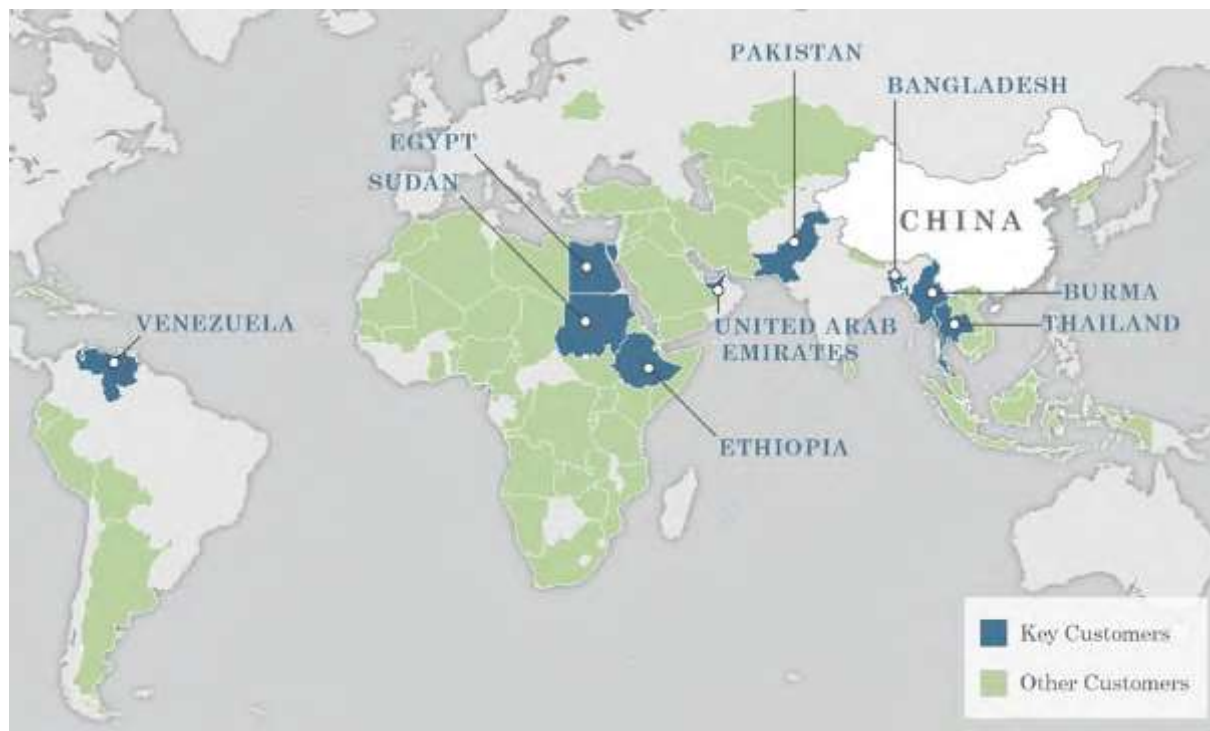 PAKISTAN
BANGLADESH
EGYPT
SUDAN
CHINA
BURMA
VENEZUELA
THAILAND
UNITED ARAB
EMIRATES
ETHIOPIA
Key Customers
Other Customers